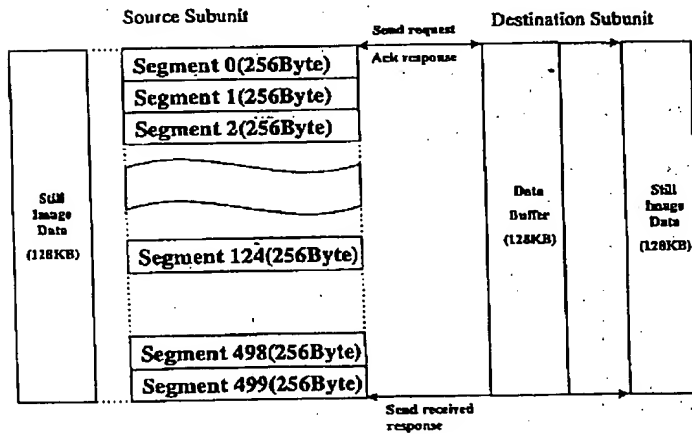 Source Subunit
Destination Subunit
Send request
Ack response
Segment 0(256Byte)
Segment 1(256Byte)
Segment 2(256Byte)
Segment 124(256Byte)
Segment 498(256Byte)
Segment 499(256Byte)
Still
Image
Data
(128KB)
Data
Buffer
(128KB)
Still
Image
Data
(128KB)
Send received
response